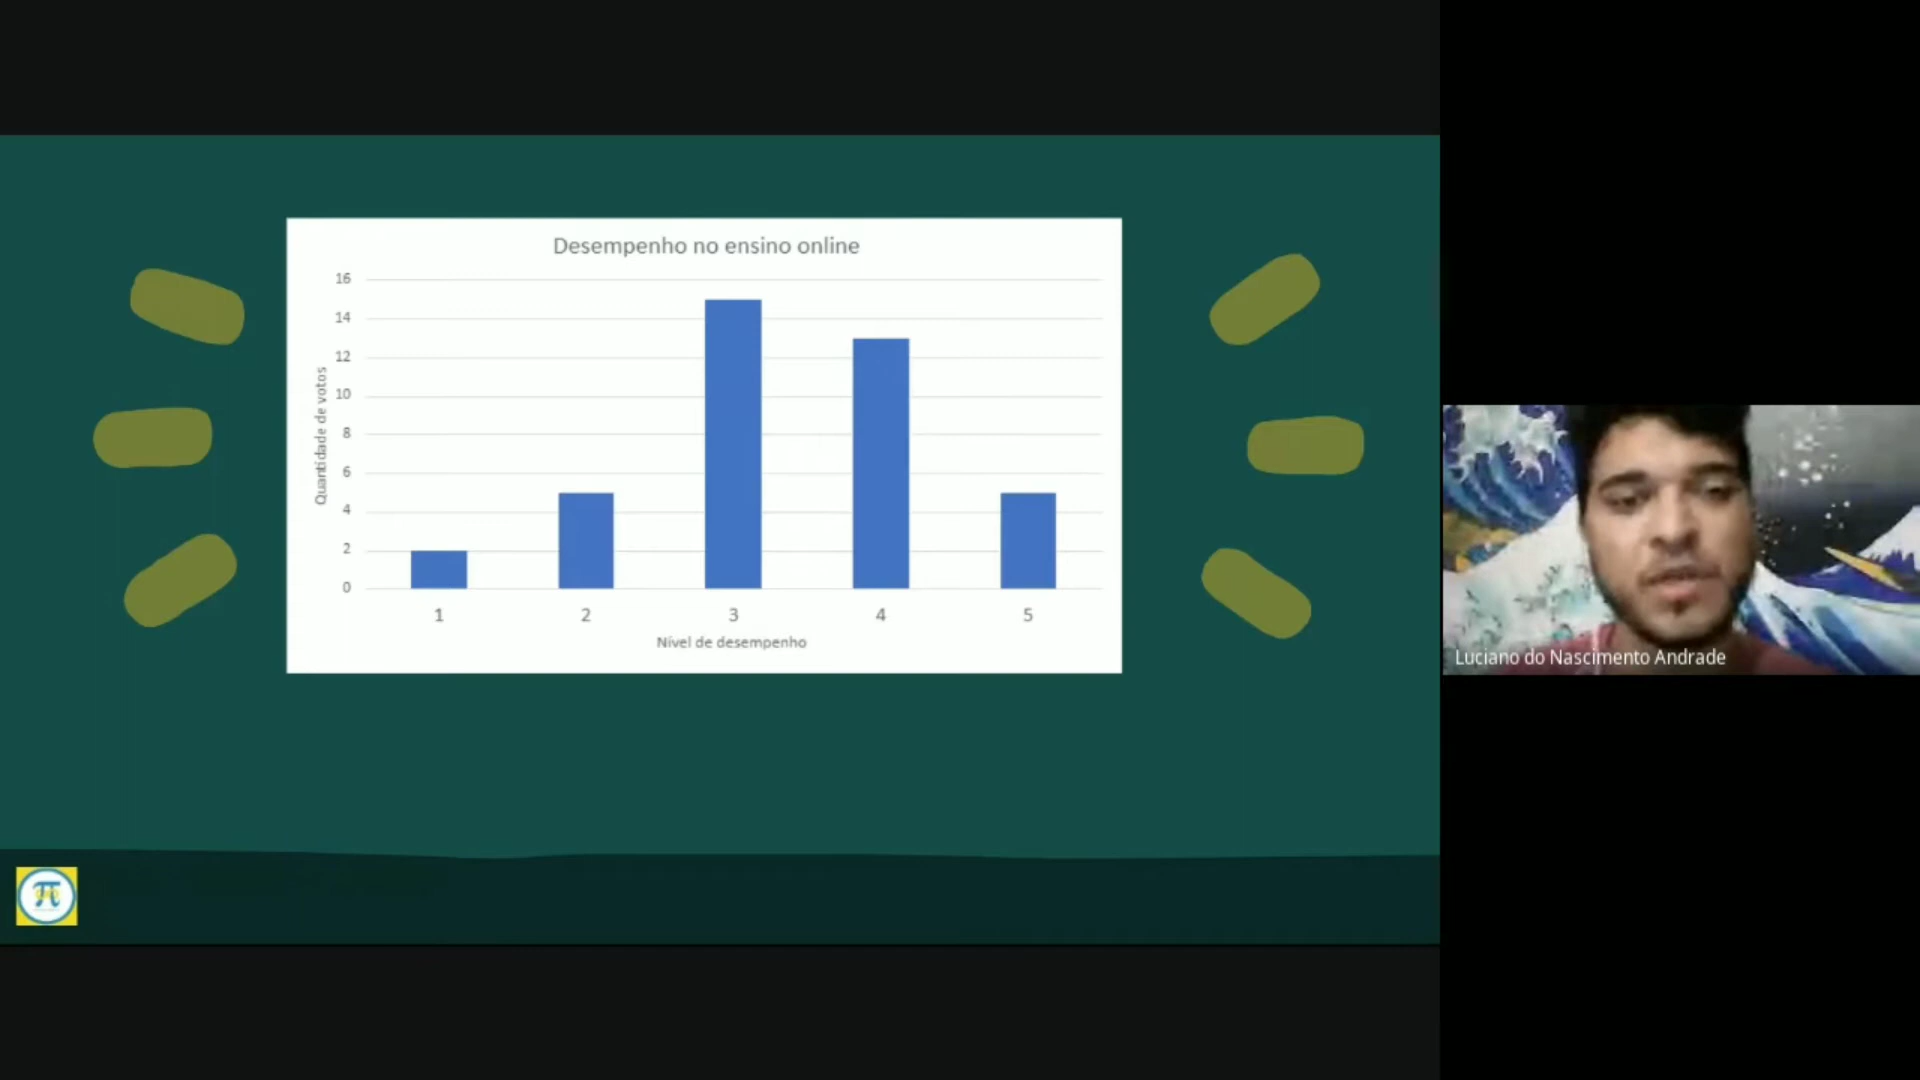 Desempenho no ensino online
16
14
12
10
8
6
4
2
0
Quantidade de votos
1 2 3 4 5
Nível de desempenho
π
Luciano do Nascimento Andrade